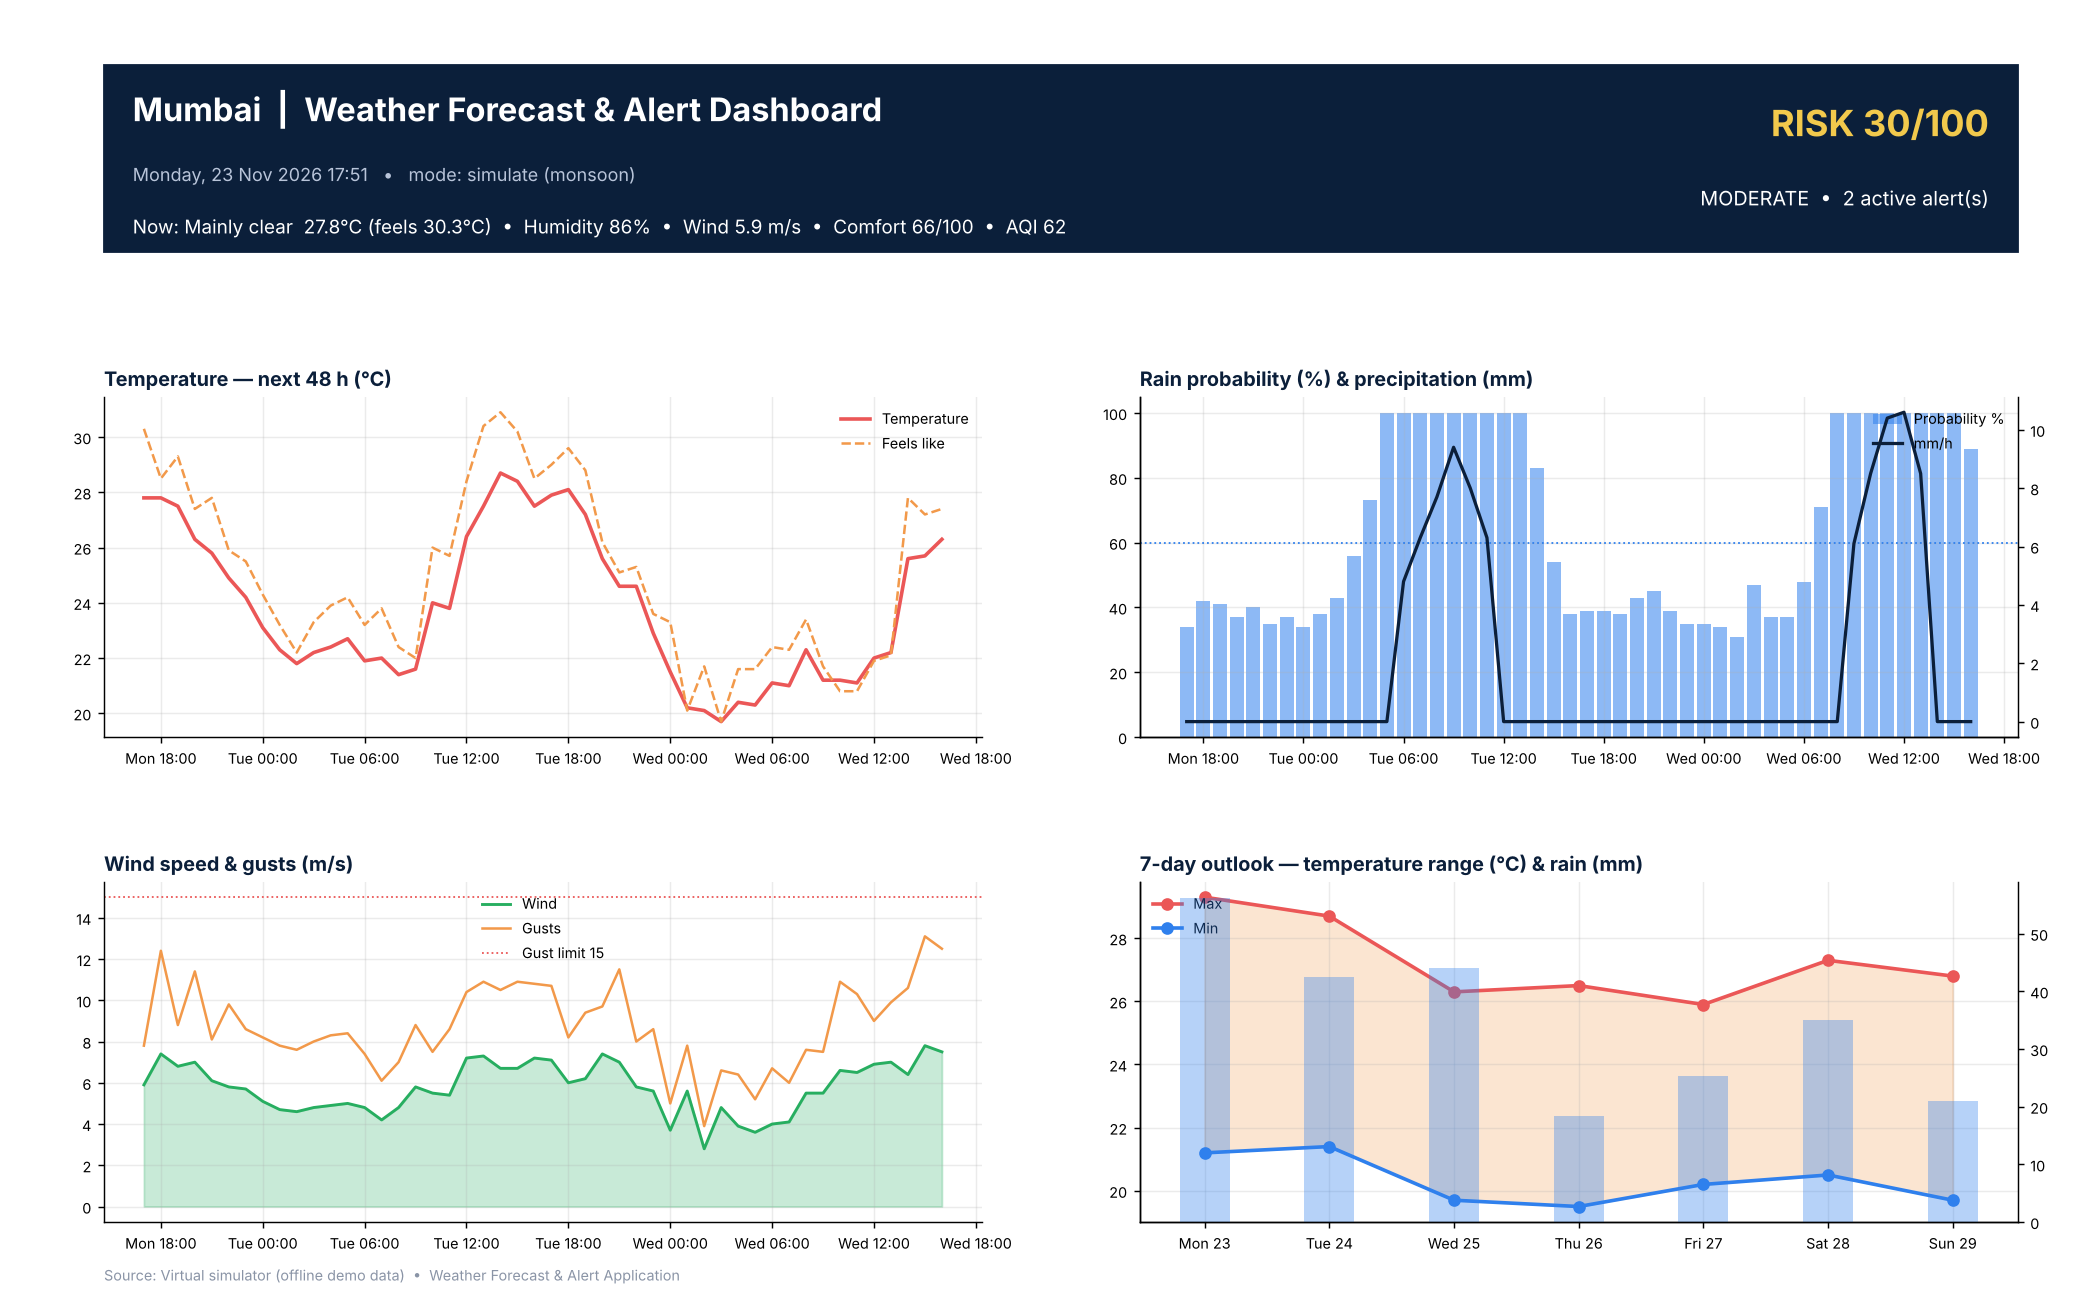 Mumbai | Weather Forecast & Alert Dashboard
RISK 30/100
Monday, 23 Nov 2026 17:51 • mode: simulate (monsoon)
MODERATE • 2 active alert(s)
Now: Mainly clear 27.8°C (feels 30.3°C) • Humidity 86% • Wind 5.9 m/s • Comfort 66/100 • AQI 62
Temperature — next 48 h (°C)
Temperature
Feels like
30
28
26
24
22
20
Mon 18:00 Tue 00:00 Tue 06:00 Tue 12:00 Tue 18:00 Wed 00:00 Wed 06:00 Wed 12:00 Wed 18:00
Rain probability (%) & precipitation (mm)
Probability %
mm/h
100
80
60
40
20
0
10
8
6
4
2
0
Mon 18:00 Tue 00:00 Tue 06:00 Tue 12:00 Tue 18:00 Wed 00:00 Wed 06:00 Wed 12:00 Wed 18:00
Wind speed & gusts (m/s)
Wind
Gusts
Gust limit 15
14
12
10
8
6
4
2
0
Mon 18:00 Tue 00:00 Tue 06:00 Tue 12:00 Tue 18:00 Wed 00:00 Wed 06:00 Wed 12:00 Wed 18:00
7-day outlook — temperature range (°C) & rain (mm)
Max
Min
28
26
24
22
20
50
40
30
20
10
0
Mon 23 Tue 24 Wed 25 Thu 26 Fri 27 Sat 28 Sun 29
Source: Virtual simulator (offline demo data) • Weather Forecast & Alert Application